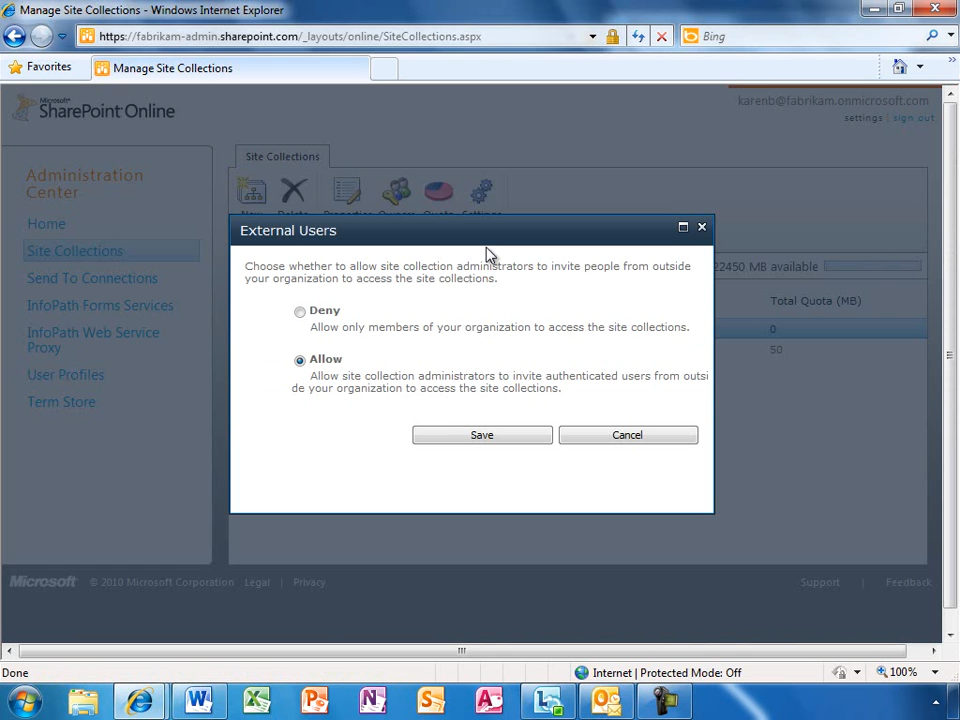 Manage Site Collections - Windows Internet Explorer
https://fabrikam-admin.sharepoint.com/_layouts/online/SiteCollections.aspx
Bing
Favorites
Manage Site Collections
Microsoft
SharePoint Online
karenb@fabrikam.onmicrosoft.com
settings | sign out
Administration
Center
Home
Site Collections
Send To Connections
InfoPath Forms Services
InfoPath Web Service
Proxy
User Profiles
Term Store
Site Collections
22450 MB available
Total Quota (MB)
0
50
External Users
Choose whether to allow site collection administrators to invite people from outside
your organization to access the site collections.
Deny
Allow only members of your organization to access the site collections.
Allow
Allow site collection administrators to invite authenticated users from outsi
de your organization to access the site collections.
Save
Cancel
Microsoft © 2010 Microsoft Corporation Legal | Privacy
Support | Feedback
Done
Internet | Protected Mode: Off
100%